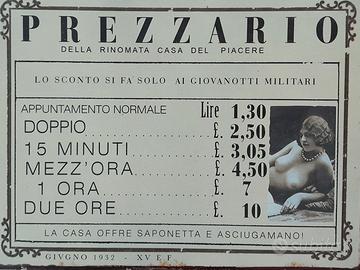 PREZZARIO
DELLA RINOMATA CASA DEL PIACERE
LO SCONTO SI FA' SOLO AI GIOVANOTTI MILITARI
APPUNTAMENTO NORMALE Lire 1,30
DOPPIO £. 2,50
15 MINUTI £. 3,05
MEZZ'ORA £. 4,50
1 ORA £. 7
DUE ORE £. 10
LA CASA OFFRE SAPONETTA E ASCIUGAMANO!
GIVGNO 1932 - XV E.F.